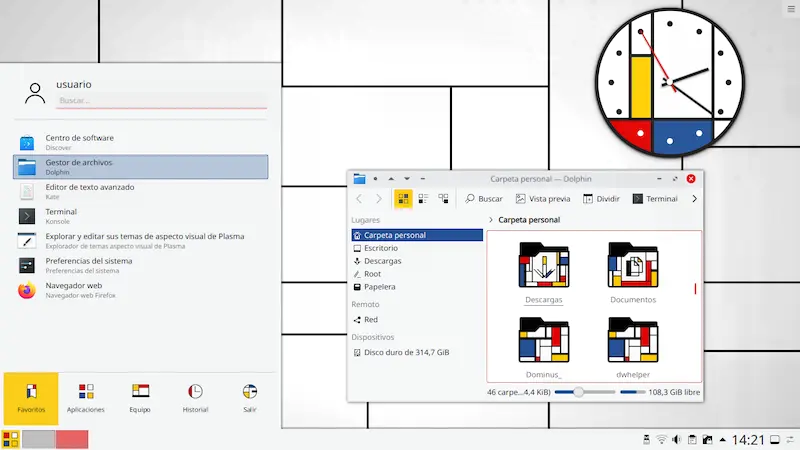 usuario
Buscar...
Centro de software
Discover
Gestor de archivos
Dolphin
Editor de texto avanzado
Kate
Terminal
Konsole
Explorar y editar sus temas de aspecto visual de Plasma
Explorador de temas aspecto visual de Plasma
Preferencias del sistema
Preferencias del sistema
Navegador web
Navegador web Firefox
Favoritos
Aplicaciones
Equipo
Historial
Salir
Carpeta personal — Dolphin
Buscar
Vista previa
Dividir
Terminal
Lugares
Carpeta personal
Escritorio
Descargas
Root
Papelera
Remoto
Red
Dispositivos
Disco duro de 314,7 GiB
Carpeta personal
Descargas
Documentos
Dominus_
dwhelper
46 carpe...4,4 KiB)
108,3 GiB libre
14:21